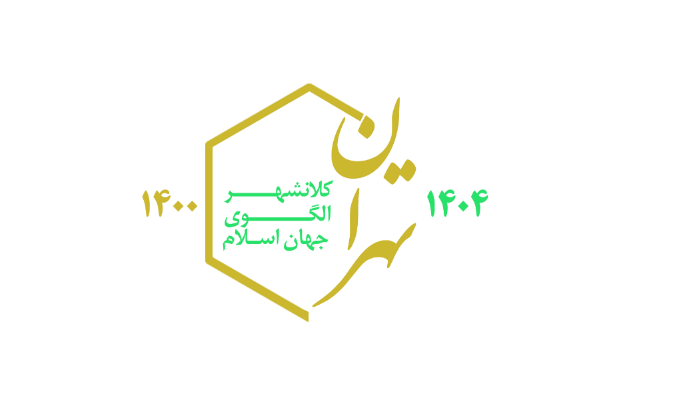 تهران
کلانشهر
الگوی
جهان اسلام
۱۴۰۴
۱۴۰۰